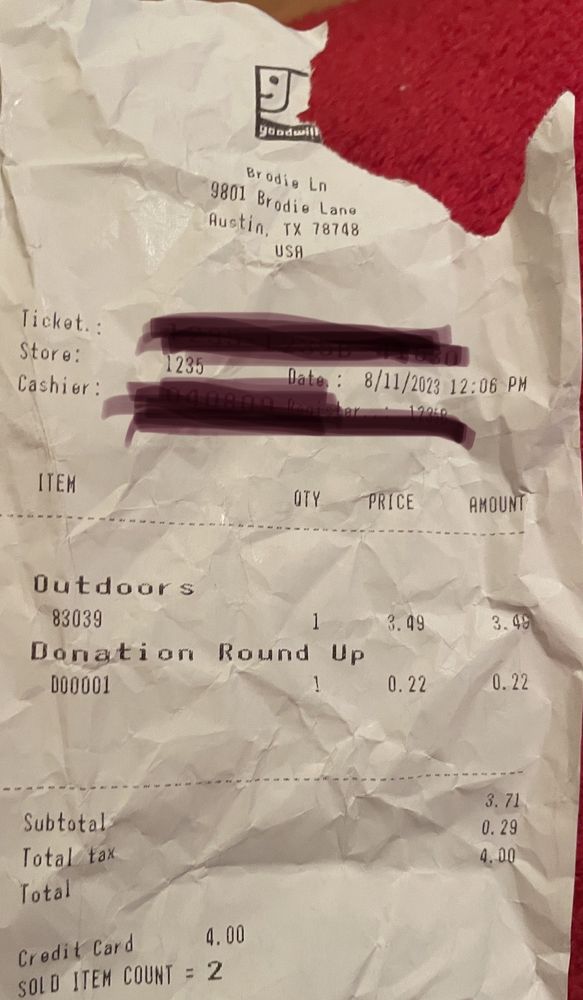 goodwill
Brodie Ln
9801 Brodie Lane
Austin, TX 78748
USA
Ticket.:
Store: 1235 Date.: 8/11/2023 12:06 PM
Cashier:
ITEM QTY PRICE AMOUNT
Outdoors
83039 1 3.49 3.49
Donation Round Up
D00001 1 0.22 0.22
Subtotal 3.71
Total tax 0.29
Total 4.00
Credit Card 4.00
SOLD ITEM COUNT = 2